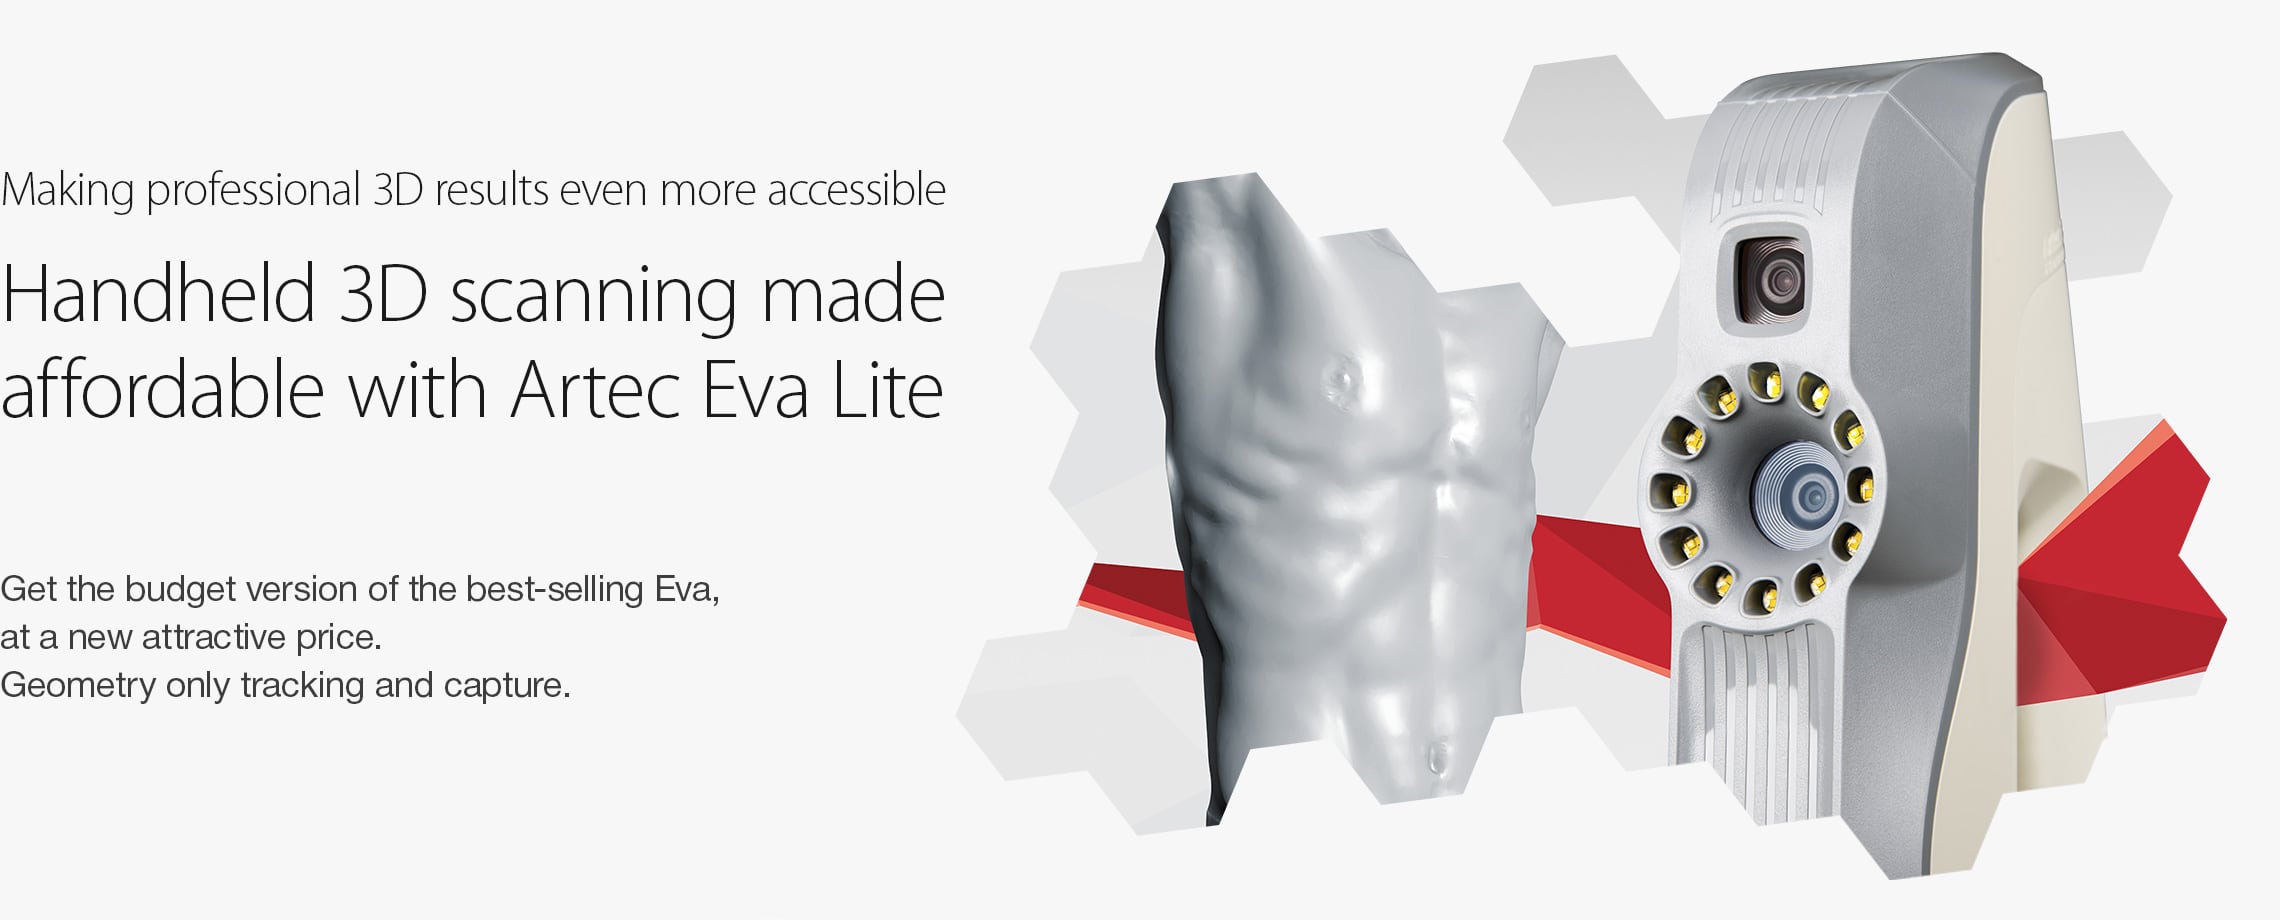 Making professional 3D results even more accessible
Handheld 3D scanning made
affordable with Artec Eva Lite
Get the budget version of the best-selling Eva,
at a new attractive price.
Geometry only tracking and capture.